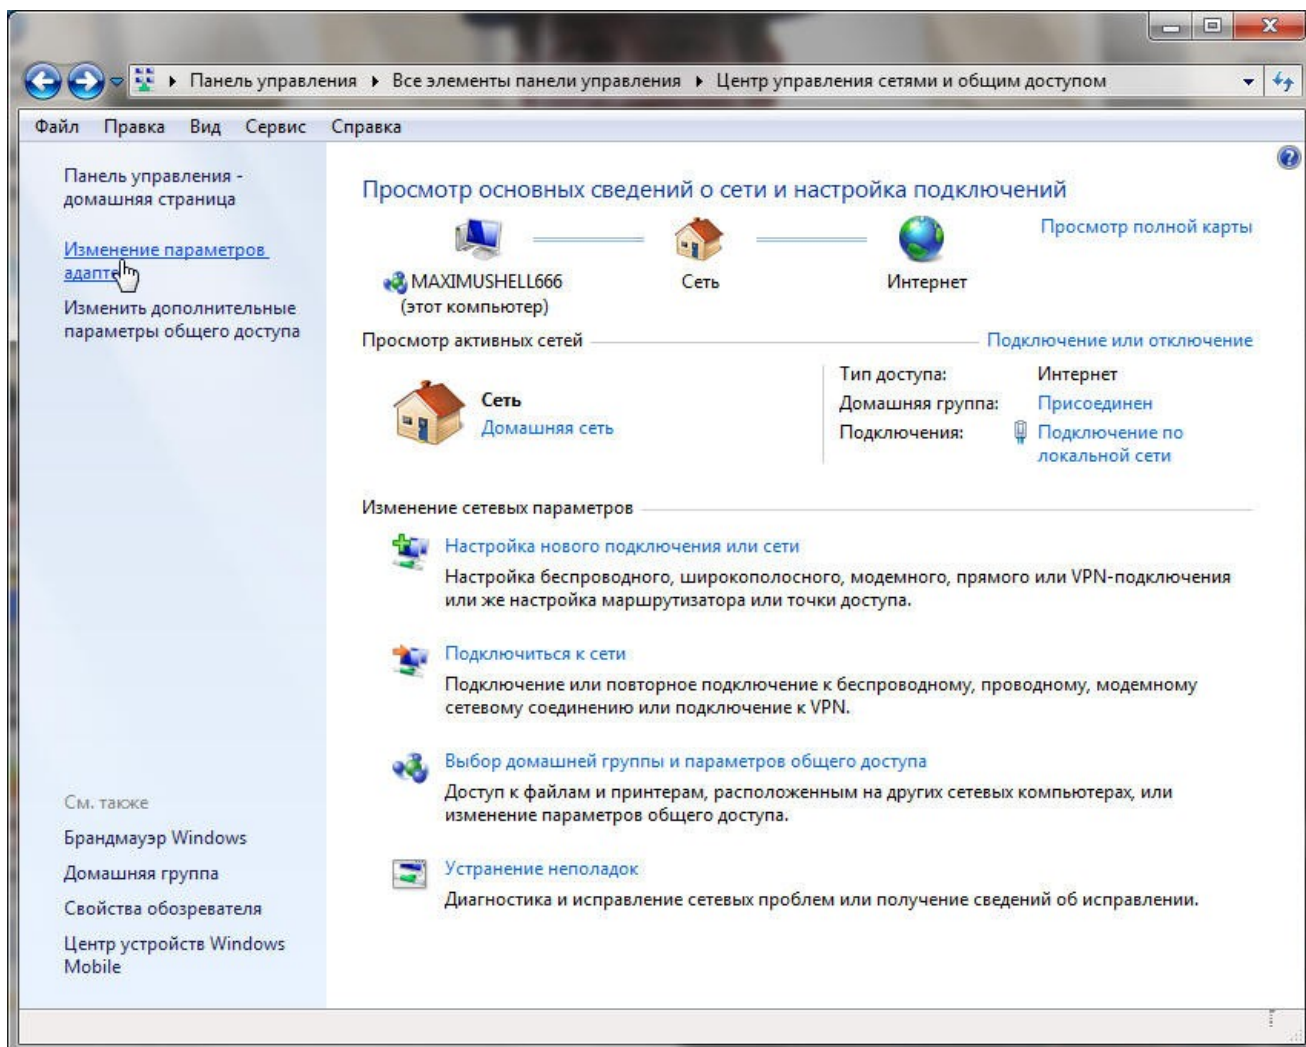 Панель управления ▸ Все элементы панели управления ▸ Центр управления сетями и общим доступом
Файл Правка Вид Сервис Справка
Панель управления -
домашняя страница
Изменение параметров
Изменить дополнительные
параметры общего доступа
См. также
Брандмауэр Windows
Домашняя группа
Свойства обозревателя
Центр устройств Windows
Mobile
Просмотр основных сведений о сети и настройка подключений
Просмотр полной карты
MAXIMUSHELL666
(этот компьютер)
Сеть
Интернет
Просмотр активных сетей
Подключение или отключение
Сеть
Домашняя сеть
Тип доступа: Интернет
Домашняя группа: Присоединен
Подключения: Подключение по
локальной сети
Изменение сетевых параметров
Настройка нового подключения или сети
Настройка беспроводного, широкополосного, модемного, прямого или VPN-подключения
или же настройка маршрутизатора или точки доступа.
Подключиться к сети
Подключение или повторное подключение к беспроводному, проводному, модемному
сетевому соединению или подключение к VPN.
Выбор домашней группы и параметров общего доступа
Доступ к файлам и принтерам, расположенным на других сетевых компьютерах, или
изменение параметров общего доступа.
Устранение неполадок
Диагностика и исправление сетевых проблем или получение сведений об исправлении.